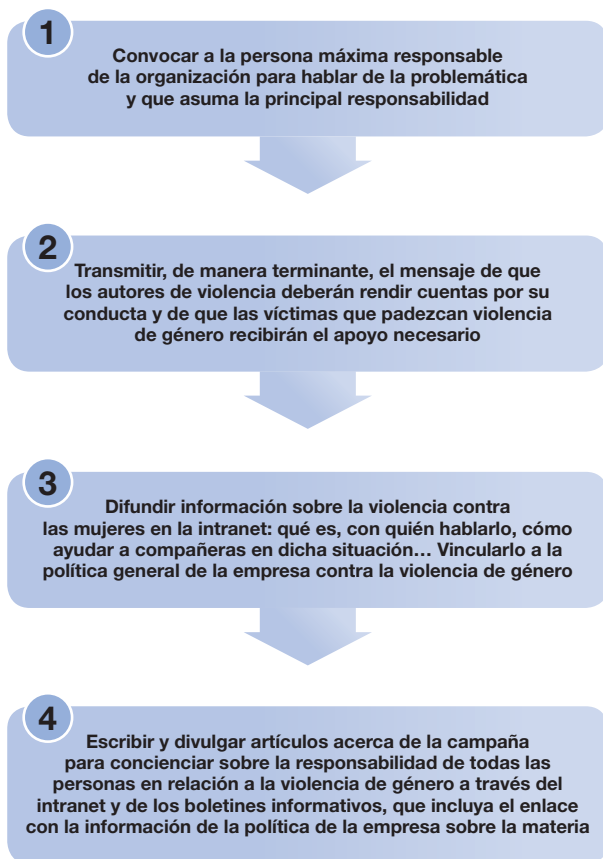 1
Convocar a la persona máxima responsable
de la organización para hablar de la problemática
y que asuma la principal responsabilidad
2
Transmitir, de manera terminante, el mensaje de que
los autores de violencia deberán rendir cuentas por su
conducta y de que las víctimas que padezcan violencia
de género recibirán el apoyo necesario
3
Difundir información sobre la violencia contra
las mujeres en la intranet: qué es, con quién hablarlo, cómo
ayudar a compañeras en dicha situación… Vincularlo a la
política general de la empresa contra la violencia de género
4
Escribir y divulgar artículos acerca de la campaña
para concienciar sobre la responsabilidad de todas las
personas en relación a la violencia de género a través del
intranet y de los boletines informativos, que incluya el enlace
con la información de la política de la empresa sobre la materia